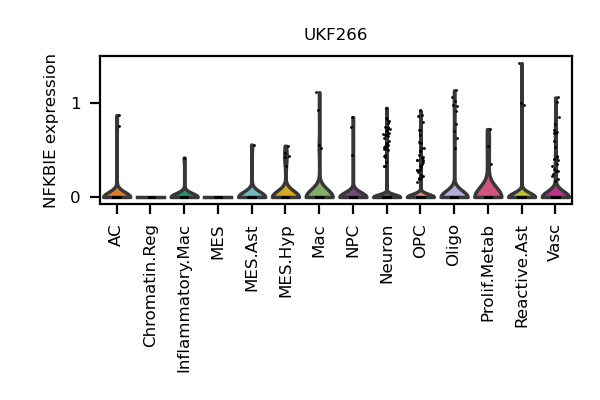 UKF266
NFKBIE expression
1
0
AC
Chromatin.Reg
Inflammatory.Mac
MES
MES.Ast
MES.Hyp
Mac
NPC
Neuron
OPC
Oligo
Prolif.Metab
Reactive.Ast
Vasc